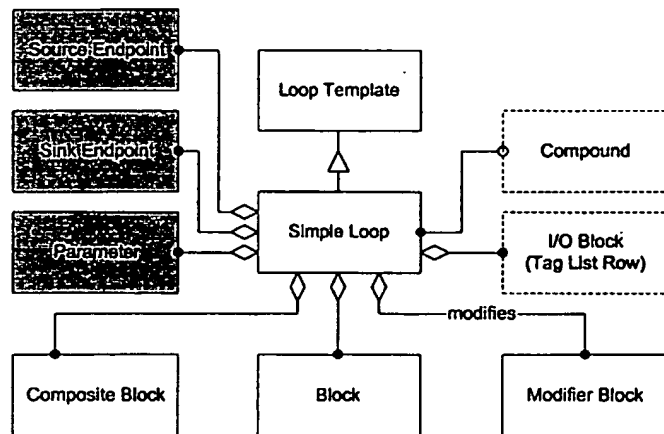 Source Endpoint
Loop Template
Sink Endpoint
Compound
Parameter
Simple Loop
I/O Block
(Tag List Row)
modifies
Composite Block
Block
Modifier Block